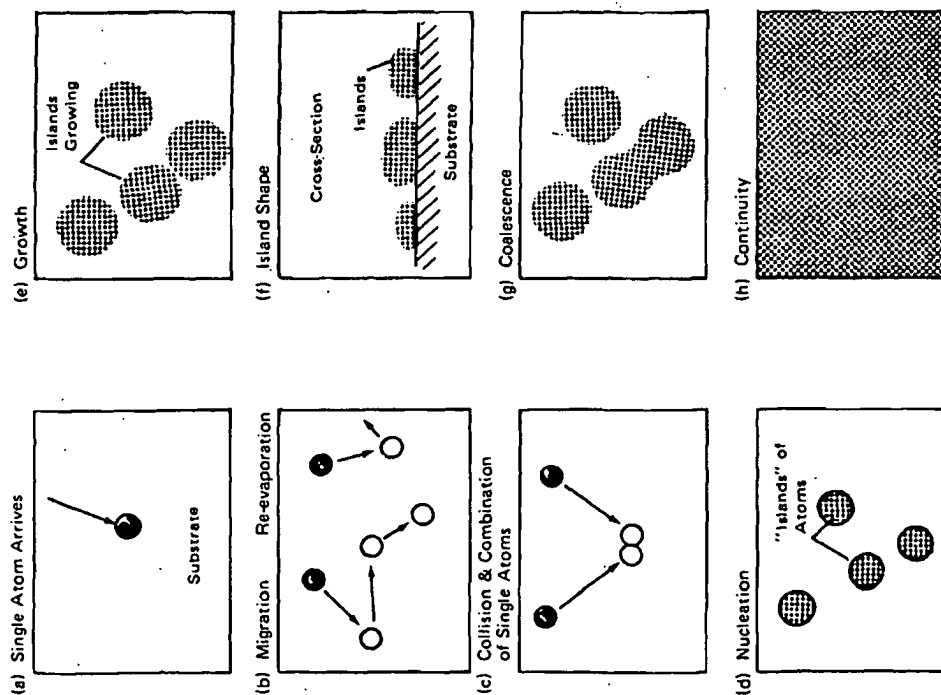 (a) Single Atom Arrives
Substrate
(b) Migration Re-evaporation
(c) Collision & Combination
of Single Atoms
(d) Nucleation
"Islands" of
Atoms
(e) Growth
Islands
Growing
(f) Island Shape
Cross-Section
Islands
Substrate
(g) Coalescence
(h) Continuity